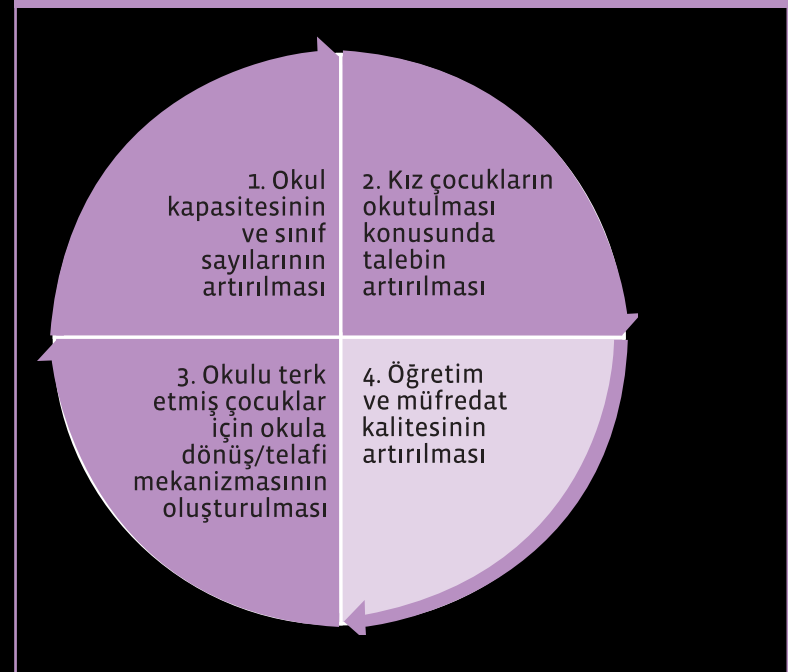 1. Okul
kapasitesinin
ve sınıf
sayılarının
artırılması
2. Kız çocukların
okutulması
konusunda
talebin
artırılması
3. Okulu terk
etmiş çocuklar
için okula
dönüş/telafi
mekanizmasının
oluşturulması
4. Öğretim
ve müfredat
kalitesinin
artırılması